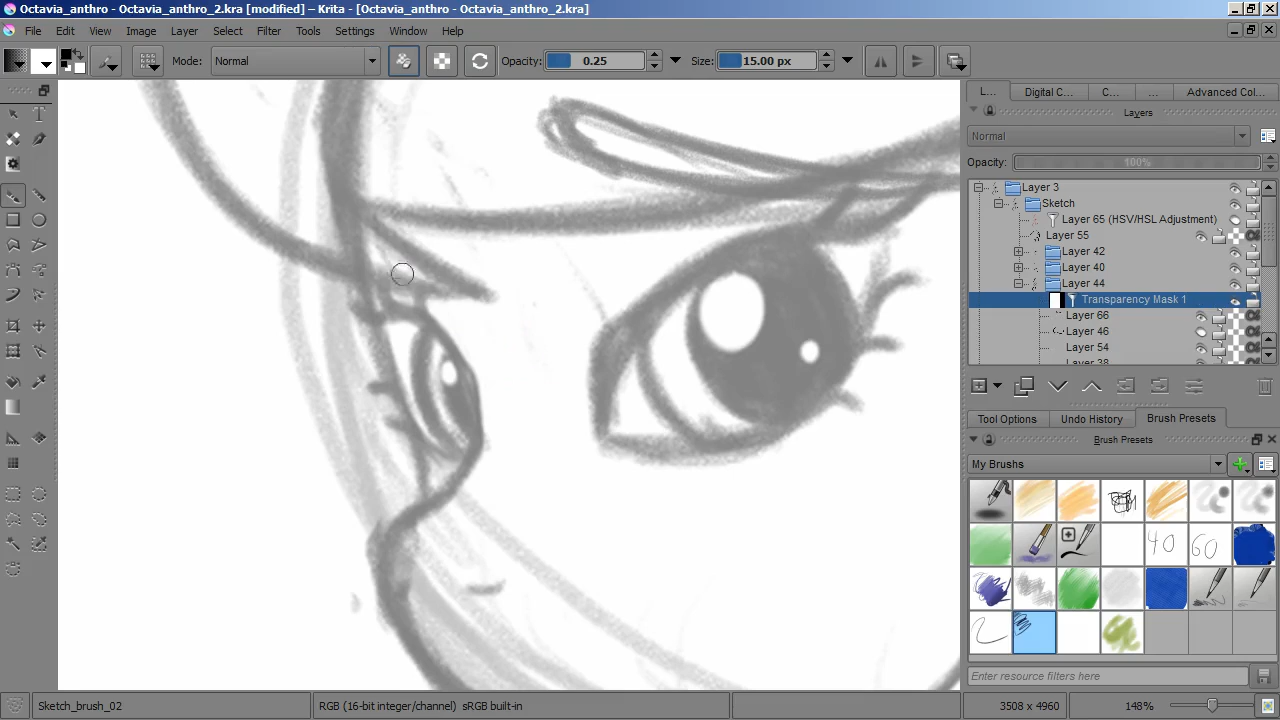 Octavia_anthro - Octavia_anthro_2.kra [modified] – Krita - [Octavia_anthro - Octavia_anthro_2.kra]
File Edit View Image Layer Select Filter Tools Settings Window Help
Mode: Normal Opacity: 0.25 Size: 15.00 px
L... Digital C... C... ... Advanced Col...
Layers
Normal
Opacity: 100%
Layer 3
Sketch
Layer 65 (HSV/HSL Adjustment)
Layer 55
Layer 42
Layer 40
Layer 44
Transparency Mask 1
Layer 66
Layer 46
Layer 54
Layer 38
Tool Options Undo History Brush Presets
Brush Presets
My Brushes
40 60
Enter resource filters here
Sketch_brush_02 RGB (16-bit integer/channel) sRGB built-in 3508 x 4960 148%